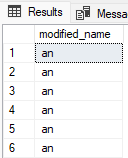 Results Messa
modified_name
1 an
2 an
3 an
4 an
5 an
6 an